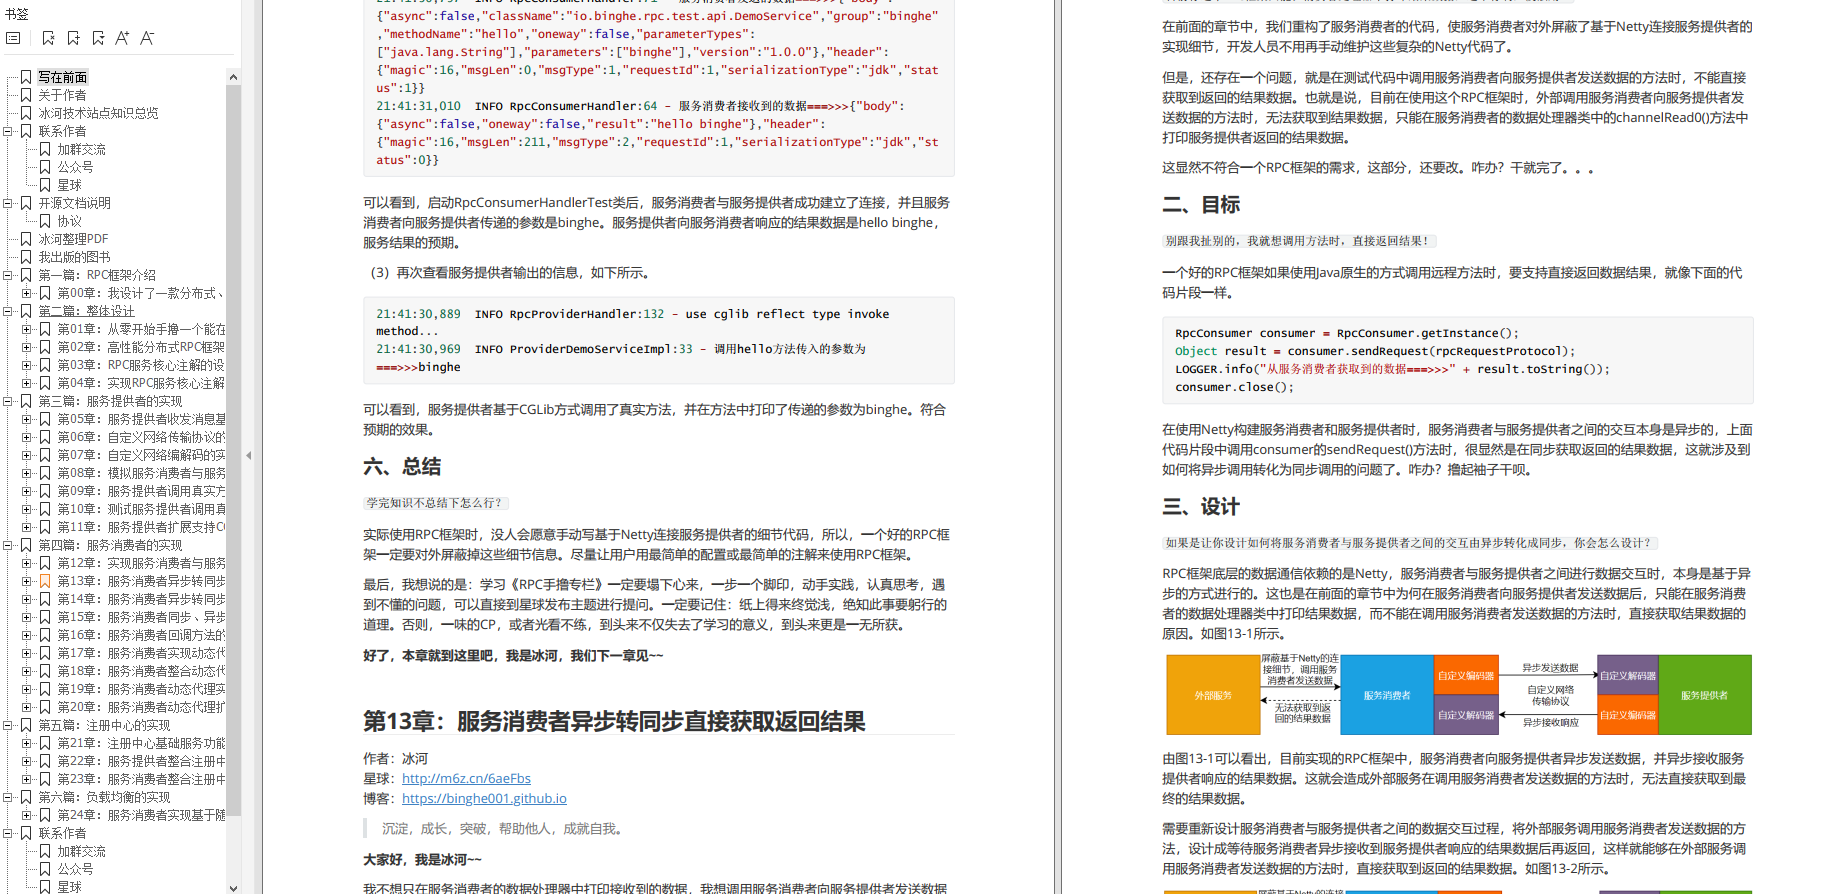 书签
写在前面
关于作者
冰河技术站点知识总览
联系作者
加群交流
公众号
星球
开源文档说明
协议
冰河整理PDF
我出版的图书
第一篇：RPC框架介绍
第00章：我设计了一款分布式、
第二篇：整体设计
第01章：从零开始手撸一个能在
第02章：高性能分布式RPC框架
第03章：RPC服务核心注解的设
第04章：实现RPC服务核心注解
第三篇：服务提供者的实现
第05章：服务提供者收发消息基
第06章：自定义网络传输协议的
第07章：自定义网络编解码的实
第08章：模拟服务消费者与服务
第09章：服务提供者调用真实方
第10章：测试服务提供者调用真
第11章：服务提供者扩展支持CG
第四篇：服务消费者的实现
第12章：实现服务消费者与服务
第13章：服务消费者异步转同步
第14章：服务消费者异步转同步
第15章：服务消费者同步、异步
第16章：服务消费者回调方法的
第17章：服务消费者实现动态代
第18章：服务消费者整合动态代
第19章：服务消费者动态代理实
第20章：服务消费者动态代理扩
第五篇：注册中心的实现
第21章：注册中心基础服务功能
第22章：服务提供者整合注册中
第23章：服务消费者整合注册中
第六篇：负载均衡的实现
第24章：服务消费者实现基于随
联系作者
加群交流
公众号
星球
{"async":false,"className":"io.binghe.rpc.test.api.DemoService","group":"binghe"
,"methodName":"hello","oneway":false,"parameterTypes":
["java.lang.String"],"parameters":["binghe"],"version":"1.0.0"},"header":
{"magic":16,"msgLen":0,"msgType":1,"requestId":1,"serializationType":"jdk","stat
us":1}}
21:41:31,010  INFO RpcConsumerHandler:64 - 服务消费者接收到的数据===>>>{"body":
{"async":false,"oneway":false,"result":"hello binghe"},"header":
{"magic":16,"msgLen":211,"msgType":2,"requestId":1,"serializationType":"jdk","st
atus":0}}
可以看到，启动RpcConsumerHandlerTest类后，服务消费者与服务提供者成功建立了连接，并且服务
消费者向服务提供者传递的参数是binghe。服务提供者向服务消费者响应的结果数据是hello binghe，
服务结果的预期。
（3）再次查看服务提供者输出的信息，如下所示。
21:41:30,889  INFO RpcProviderHandler:132 - use cglib reflect type invoke
method...
21:41:30,969  INFO ProviderDemoServiceImpl:33 - 调用hello方法传入的参数为
===>>>binghe
可以看到，服务提供者基于CGLib方式调用了真实方法，并在方法中打印了传递的参数为binghe。符合
预期的效果。
六、总结
学完知识不总结下怎么行？
实际使用RPC框架时，没人会愿意手动写基于Netty连接服务提供者的细节代码，所以，一个好的RPC框
架一定要对外屏蔽掉这些细节信息。尽量让用户用最简单的配置或最简单的注解来使用RPC框架。
最后，我想说的是：学习《RPC手撸专栏》一定要塌下心来，一步一个脚印，动手实践，认真思考，遇
到不懂的问题，可以直接到星球发布主题进行提问。一定要记住：纸上得来终觉浅，绝知此事要躬行的
道理。否则，一味的CP，或者光看不练，到头来不仅失去了学习的意义，到头来更是一无所获。
好了，本章就到这里吧，我是冰河，我们下一章见~~
第13章：服务消费者异步转同步直接获取返回结果
作者：冰河
星球：http://m6z.cn/6aeFbs
博客：https://binghe001.github.io
沉淀，成长，突破，帮助他人，成就自我。
大家好，我是冰河~~
我不想只在服务消费者的数据处理器中打印接收到的数据，我想调用服务消费者向服务提供者发送数据
在前面的章节中，我们重构了服务消费者的代码，使服务消费者对外屏蔽了基于Netty连接服务提供者的
实现细节，开发人员不用再手动维护这些复杂的Netty代码了。
但是，还存在一个问题，就是在测试代码中调用服务消费者向服务提供者发送数据的方法时，不能直接
获取到返回的结果数据。也就是说，目前在使用这个RPC框架时，外部调用服务消费者向服务提供者发
送数据的方法时，无法获取到结果数据，只能在服务消费者的数据处理器类中的channelRead0()方法中
打印服务提供者返回的结果数据。
这显然不符合一个RPC框架的需求，这部分，还要改。咋办？干就完了。。。
二、目标
别跟我扯别的，我就想调用方法时，直接返回结果！
一个好的RPC框架如果使用Java原生的方式调用远程方法时，要支持直接返回数据结果，就像下面的代
码片段一样。
RpcConsumer consumer = RpcConsumer.getInstance();
Object result = consumer.sendRequest(rpcRequestProtocol);
LOGGER.info("从服务消费者获取到的数据===>>>" + result.toString());
consumer.close();
在使用Netty构建服务消费者和服务提供者时，服务消费者与服务提供者之间的交互本身是异步的，上面
代码片段中调用consumer的sendRequest()方法时，很显然是在同步获取返回的结果数据，这就涉及到
如何将异步调用转化为同步调用的问题了。咋办？撸起袖子干呗。
三、设计
如果是让你设计如何将服务消费者与服务提供者之间的交互由异步转化成同步，你会怎么设计？
RPC框架底层的数据通信依赖的是Netty，服务消费者与服务提供者之间进行数据交互时，本身是基于异
步的方式进行的。这也是在前面的章节中为何在服务消费者向服务提供者发送数据后，只能在服务消费
者的数据处理器类中打印结果数据，而不能在调用服务消费者发送数据的方法时，直接获取结果数据的
原因。如图13-1所示。
外部服务
屏蔽基于Netty的连
接细节，调用服务
消费者发送数据
无法获取到返
回的结果数据
服务消费者
自定义编码器
自定义解码器
异步发送数据
自定义网络
传输协议
异步接收响应
自定义解码器
自定义编码器
服务提供者
由图13-1可以看出，目前实现的RPC框架中，服务消费者向服务提供者异步发送数据，并异步接收服务
提供者响应的结果数据。这就会造成外部服务在调用服务消费者发送数据的方法时，无法直接获取到最
终的结果数据。
需要重新设计服务消费者与服务提供者之间的数据交互过程，将外部服务调用服务消费者发送数据的方
法，设计成等待服务消费者异步接收到服务提供者响应的结果数据后再返回，这样就能够在外部服务调
用服务消费者发送数据的方法时，直接获取到返回的结果数据。如图13-2所示。